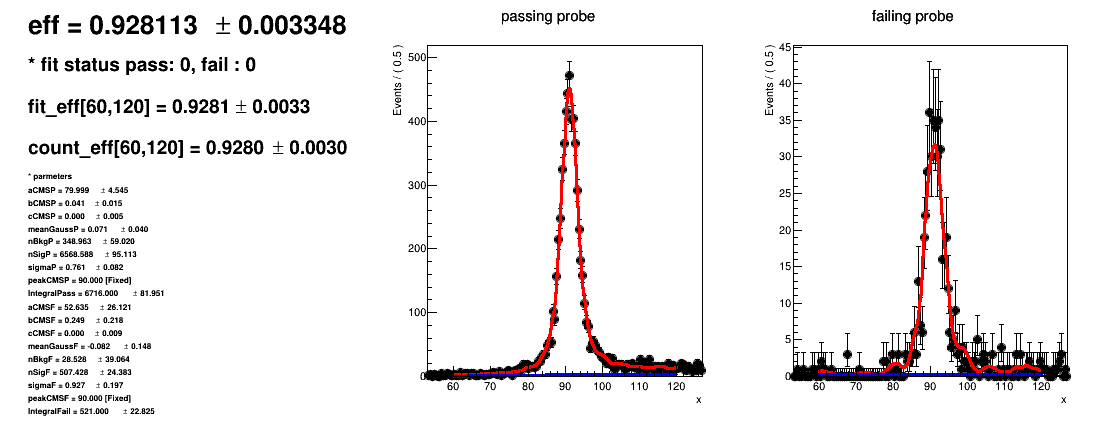 eff = 0.928113 ± 0.003348
* fit status pass: 0, fail : 0
fit_eff[60,120] = 0.9281 ± 0.0033
count_eff[60,120] = 0.9280 ± 0.0030
* parmeters
aCMSP = 79.999 ± 4.545
bCMSP = 0.041 ± 0.015
cCMSP = 0.000 ± 0.005
meanGaussP = 0.071 ± 0.040
nBkgP = 348.963 ± 59.020
nSigP = 6568.588 ± 95.113
sigmaP = 0.761 ± 0.082
peakCMSP = 90.000 [Fixed]
IntegralPass = 6716.000 ± 81.951
aCMSF = 52.635 ± 26.121
bCMSF = 0.249 ± 0.218
cCMSF = 0.000 ± 0.009
meanGaussF = -0.082 ± 0.148
nBkgF = 28.528 ± 39.064
nSigF = 507.428 ± 24.383
sigmaF = 0.927 ± 0.197
peakCMSF = 90.000 [Fixed]
IntegralFail = 521.000 ± 22.825
passing probe
Events / ( 0.5 )
500
400
300
200
100
0
60 70 80 90 100 110 120
x
failing probe
Events / ( 0.5 )
45
40
35
30
25
20
15
10
5
0
60 70 80 90 100 110 120
x